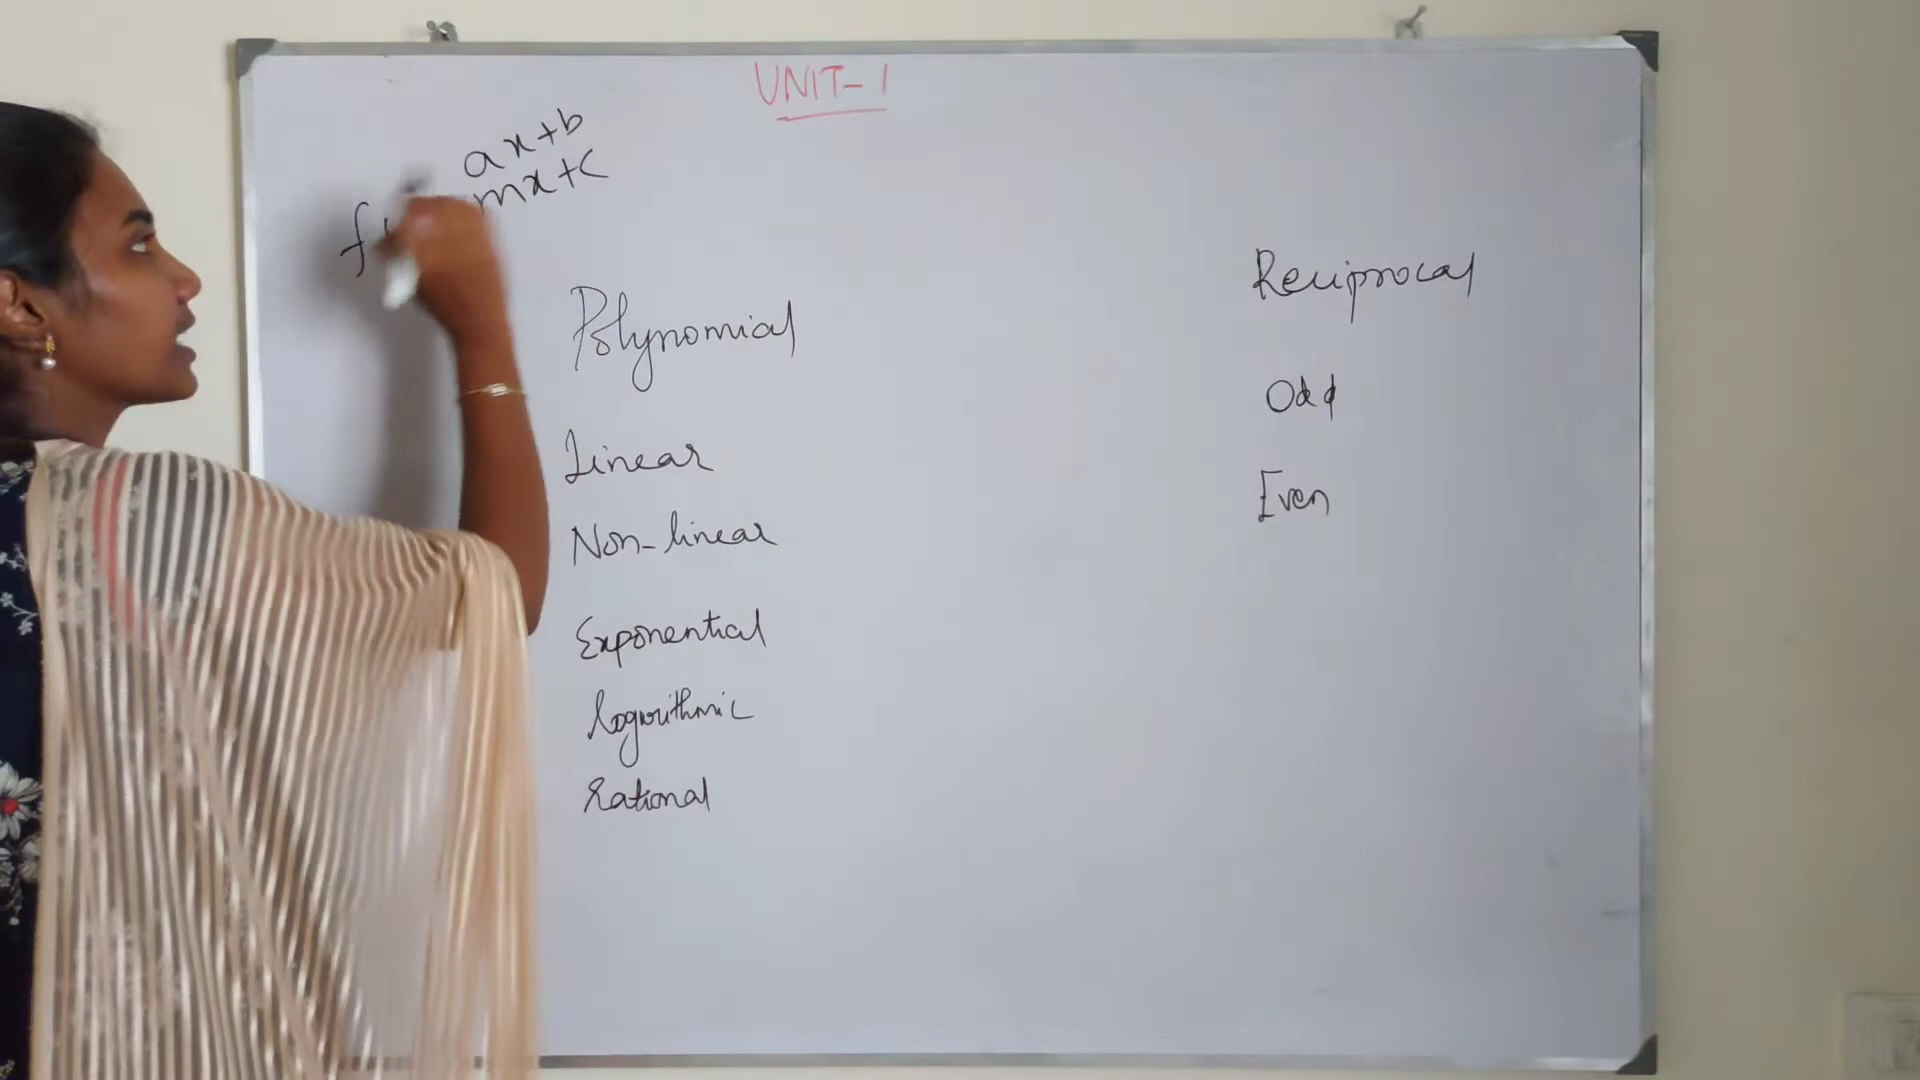 UNIT-1
ax+b
mx+c
f
Polynomial
Linear
Non-linear
Exponential
logarithmic
rational
Reciprocal
Odd
Even